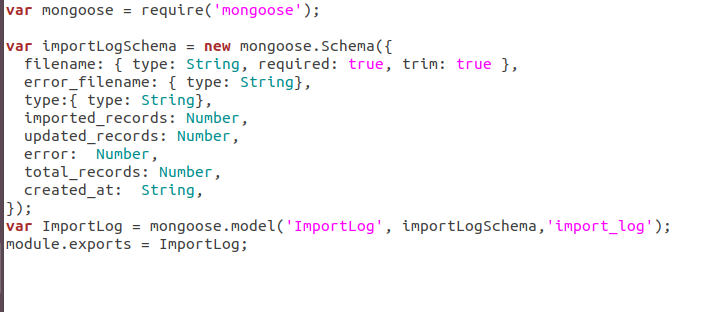 var mongoose = require('mongoose');
var importLogSchema = new mongoose.Schema({
  filename: { type: String, required: true, trim: true },
  error_filename: { type: String},
  type:{ type: String},
  imported_records: Number,
  updated_records: Number,
  error:  Number,
  total_records: Number,
  created_at:  String,
});
var ImportLog = mongoose.model('ImportLog', importLogSchema,'import_log');
module.exports = ImportLog;